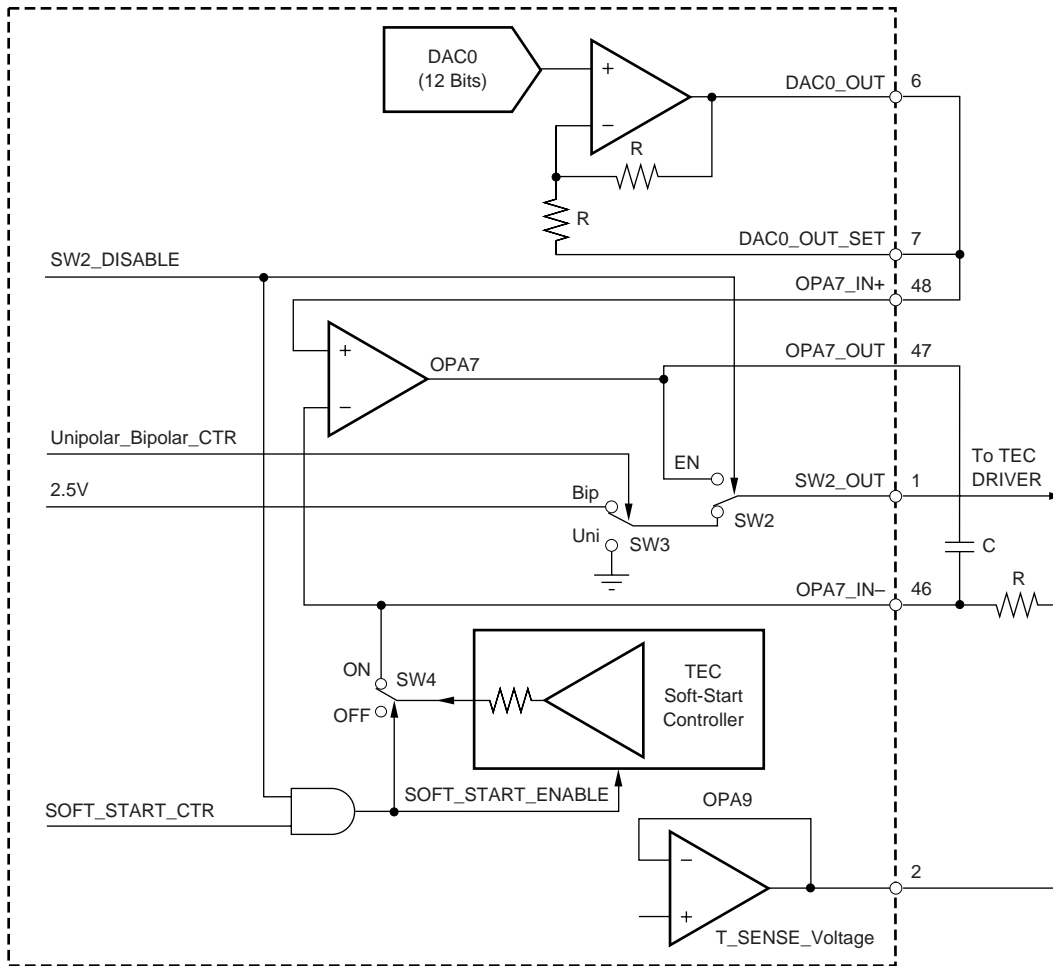 DAC0
(12 Bits)
+
−
R
R
DAC0_OUT
6
DAC0_OUT_SET
7
SW2_DISABLE
OPA7_IN+
48
+
−
OPA7
OPA7_OUT
47
Unipolar_Bipolar_CTR
EN
To TEC
DRIVER
2.5V
Bip
SW2_OUT
1
SW2
Uni
SW3
C
OPA7_IN–
46
R
ON
SW4
OFF
TEC
Soft-Start
Controller
SOFT_START_ENABLE
SOFT_START_CTR
OPA9
−
+
2
T_SENSE_Voltage